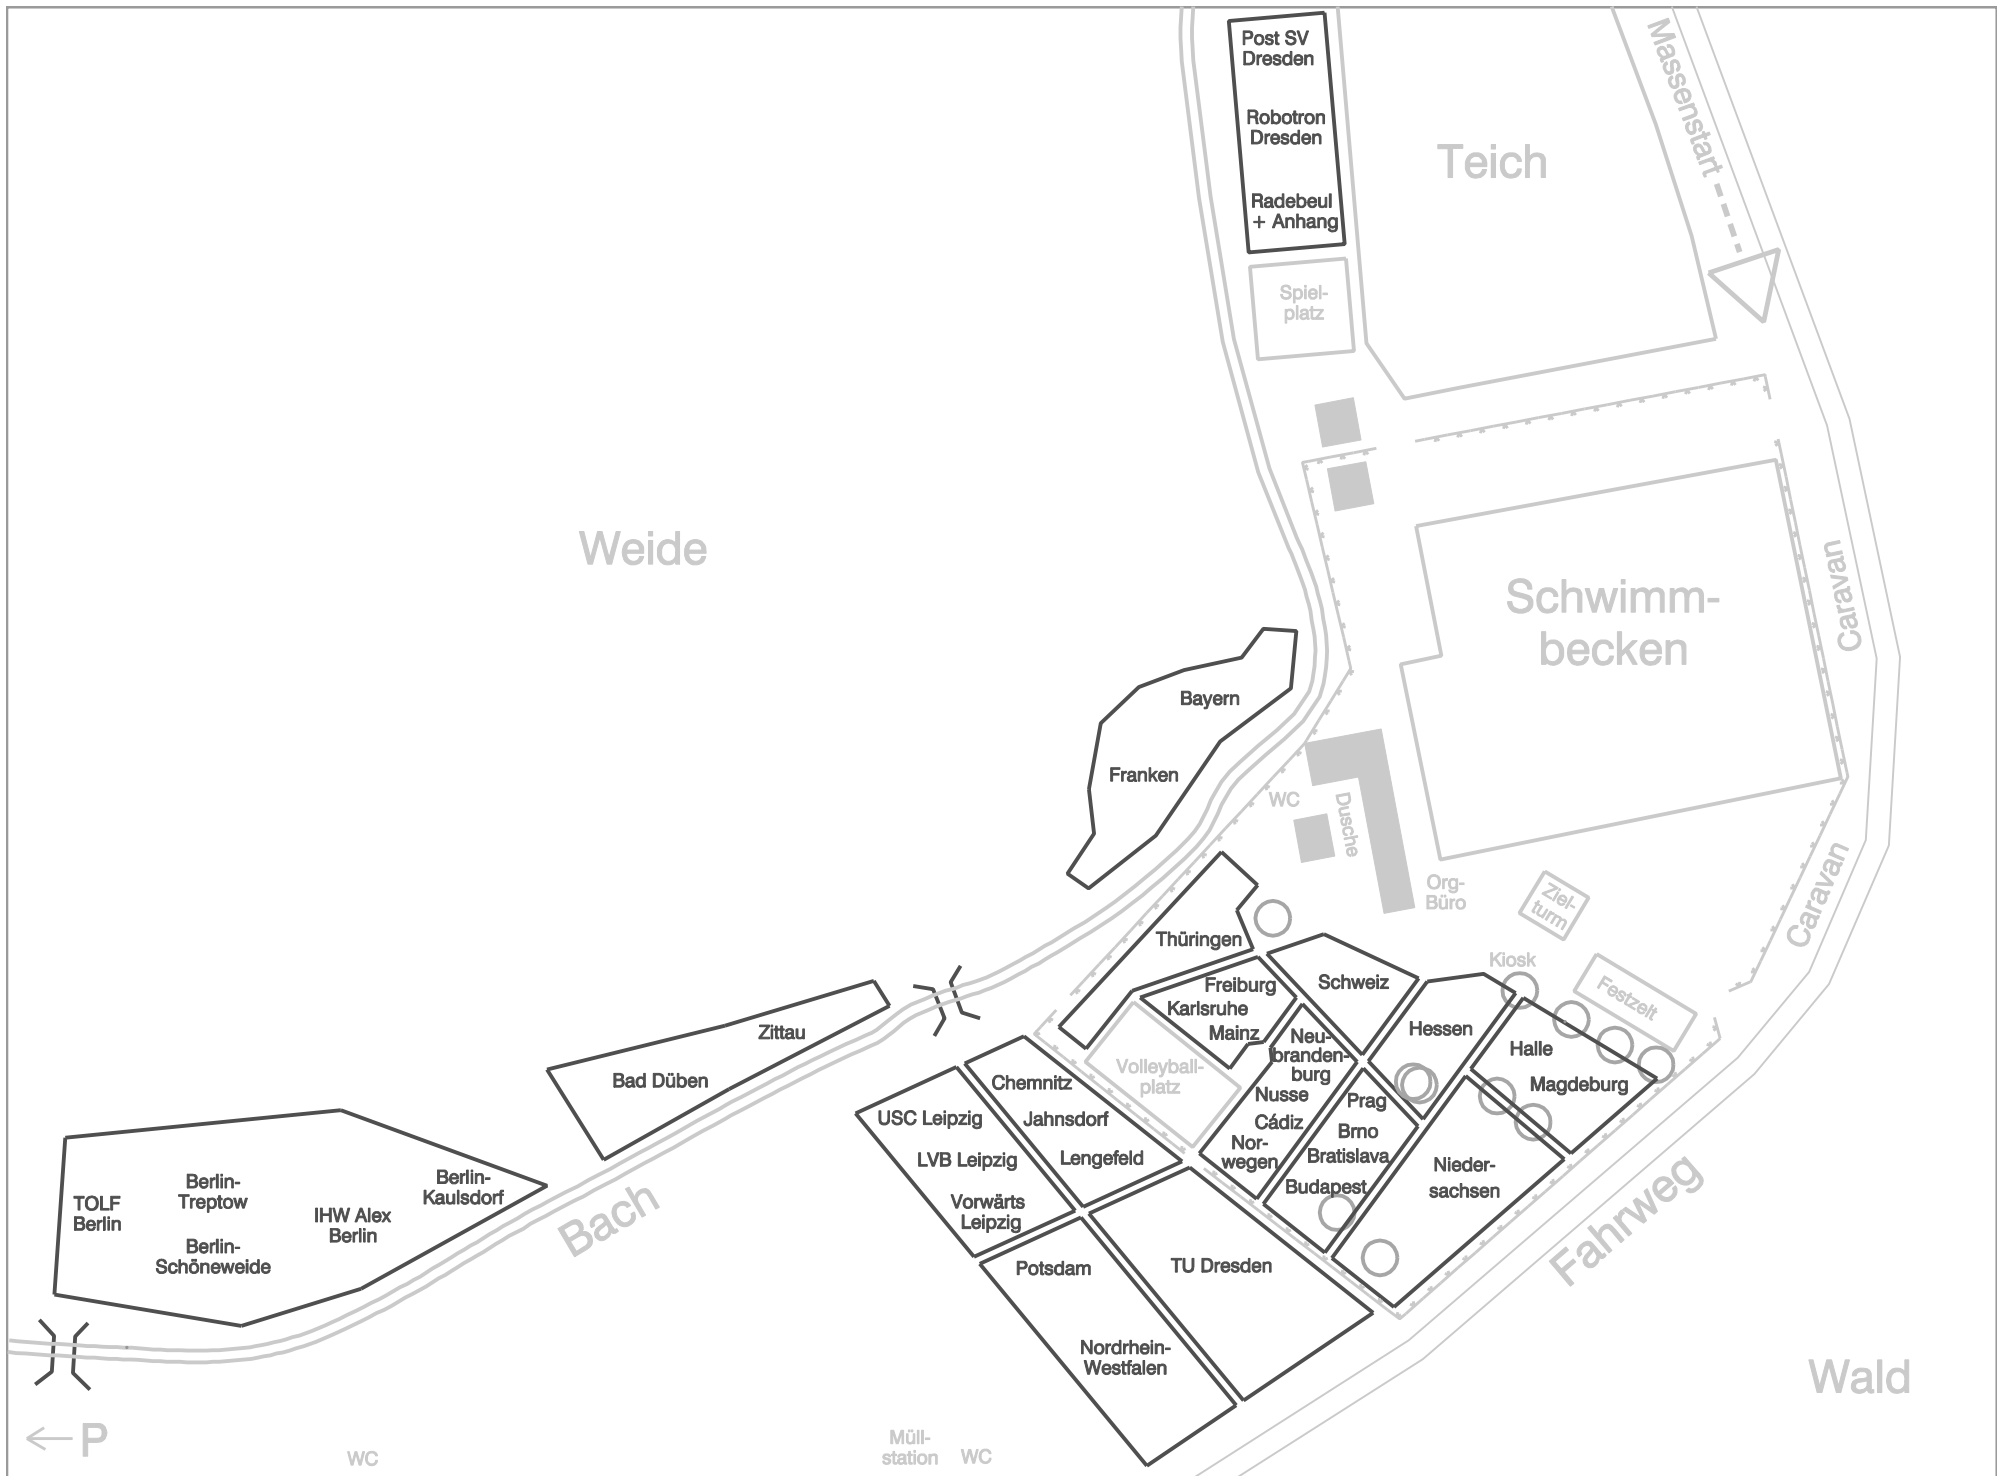 Post SV
Dresden
Robotron
Dresden
Radebeul
+ Anhang
Massenstart
Teich
Spiel-
platz
Weide
Schwimm-
becken
Caravan
Bayern
Franken
WC
Dusche
Org-
Büro
Ziel-
turm
Caravan
Kiosk
Festzelt
Thüringen
Freiburg
Karlsruhe
Mainz
Schweiz
Hessen
Halle
Magdeburg
Neu-
branden-
burg
Nusse
Cádiz
Nor-
wegen
Prag
Brno
Bratislava
Budapest
Nieder-
sachsen
Volleyball-
platz
Zittau
Bad Düben
Chemnitz
Jahnsdorf
Lengefeld
USC Leipzig
LVB Leipzig
Vorwärts
Leipzig
Berlin-
Kaulsdorf
Berlin-
Treptow
TOLF
Berlin
IHW Alex
Berlin
Berlin-
Schöneweide
Bach
Potsdam
TU Dresden
Nordrhein-
Westfalen
Fahrweg
Wald
P
WC
Müll-
station
WC